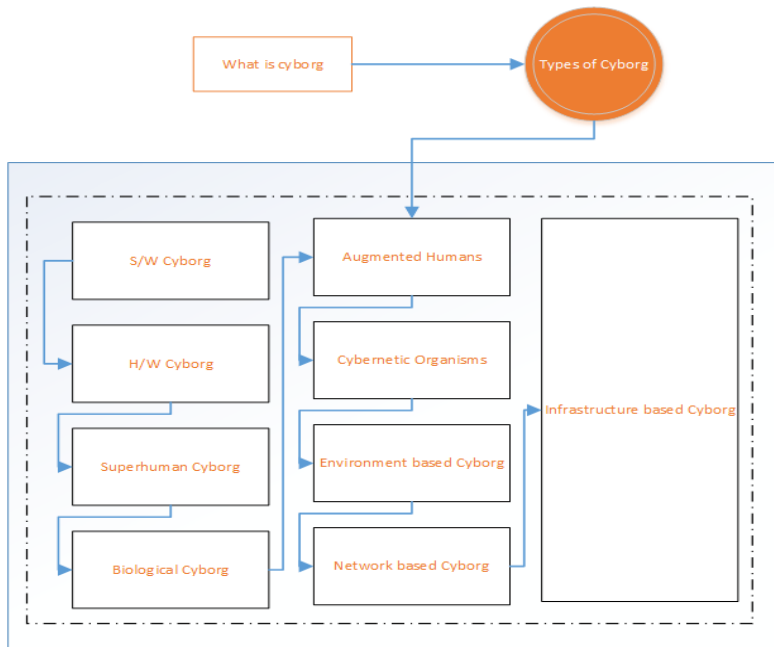 What is cyborg
Types of Cyborg
S/W Cyborg
H/W Cyborg
Superhuman Cyborg
Biological Cyborg
Augmented Humans
Cybernetic Organisms
Environment based Cyborg
Network based Cyborg
Infrastructure based Cyborg